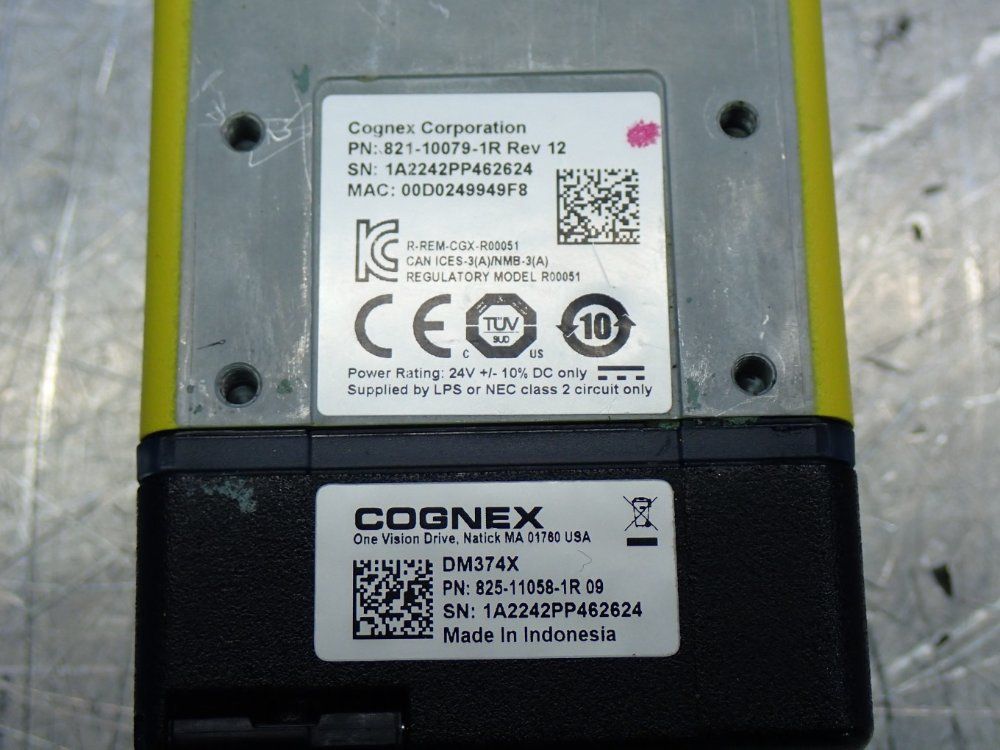 Cognex Corporation
PN: 821-10079-1R Rev 12
SN: 1A2242PP462624
MAC: 00D0249949F8
KC
R-REM-CGX-R00051
CAN ICES-3(A)/NMB-3(A)
REGULATORY MODEL R00051
CE
TÜV
SUD
C US
10
Power Rating: 24V +/- 10% DC only
Supplied by LPS or NEC class 2 circuit only
COGNEX
One Vision Drive, Natick MA 01760 USA
DM374X
PN: 825-11058-1R 09
SN: 1A2242PP462624
Made In Indonesia